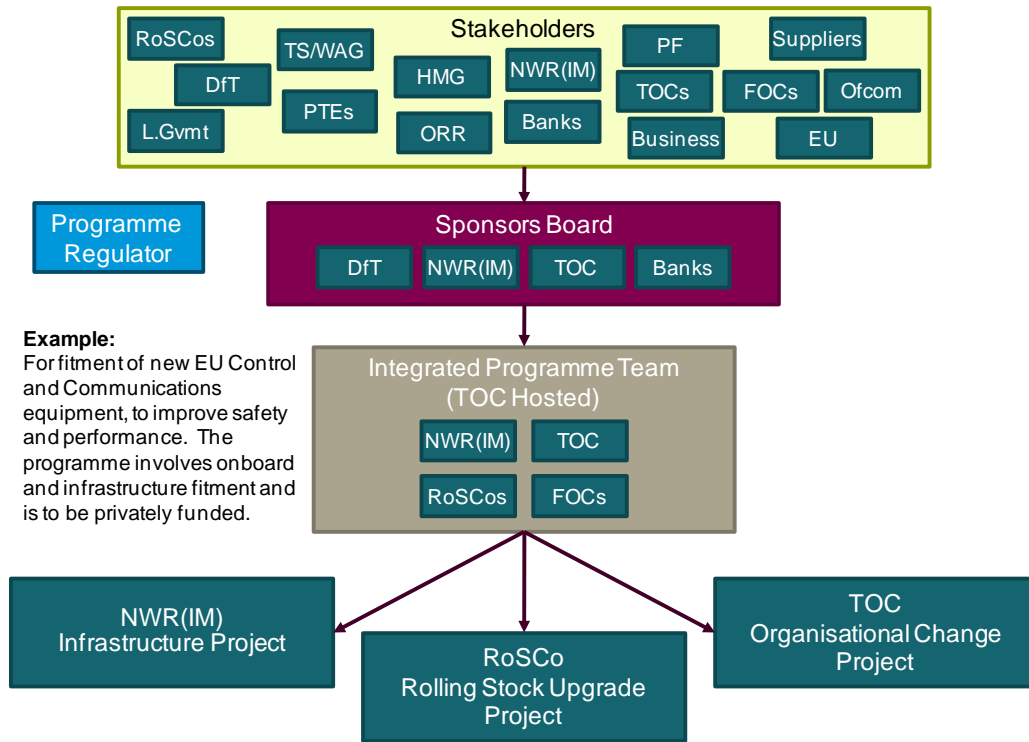 Stakeholders
RoSCos
TS/WAG
DfT
PTEs
L.Gvmt
HMG
ORR
NWR(IM)
Banks
PF
Suppliers
TOCs
FOCs
Ofcom
Business
EU
Programme
Regulator
Sponsors Board
DfT
NWR(IM)
TOC
Banks
Example:
For fitment of new EU Control
and Communications
equipment, to improve safety
and performance. The
programme involves onboard
and infrastructure fitment and
is to be privately funded.
Integrated Programme Team
(TOC Hosted)
NWR(IM)
TOC
RoSCos
FOCs
NWR(IM)
Infrastructure Project
RoSCo
Rolling Stock Upgrade
Project
TOC
Organisational Change
Project